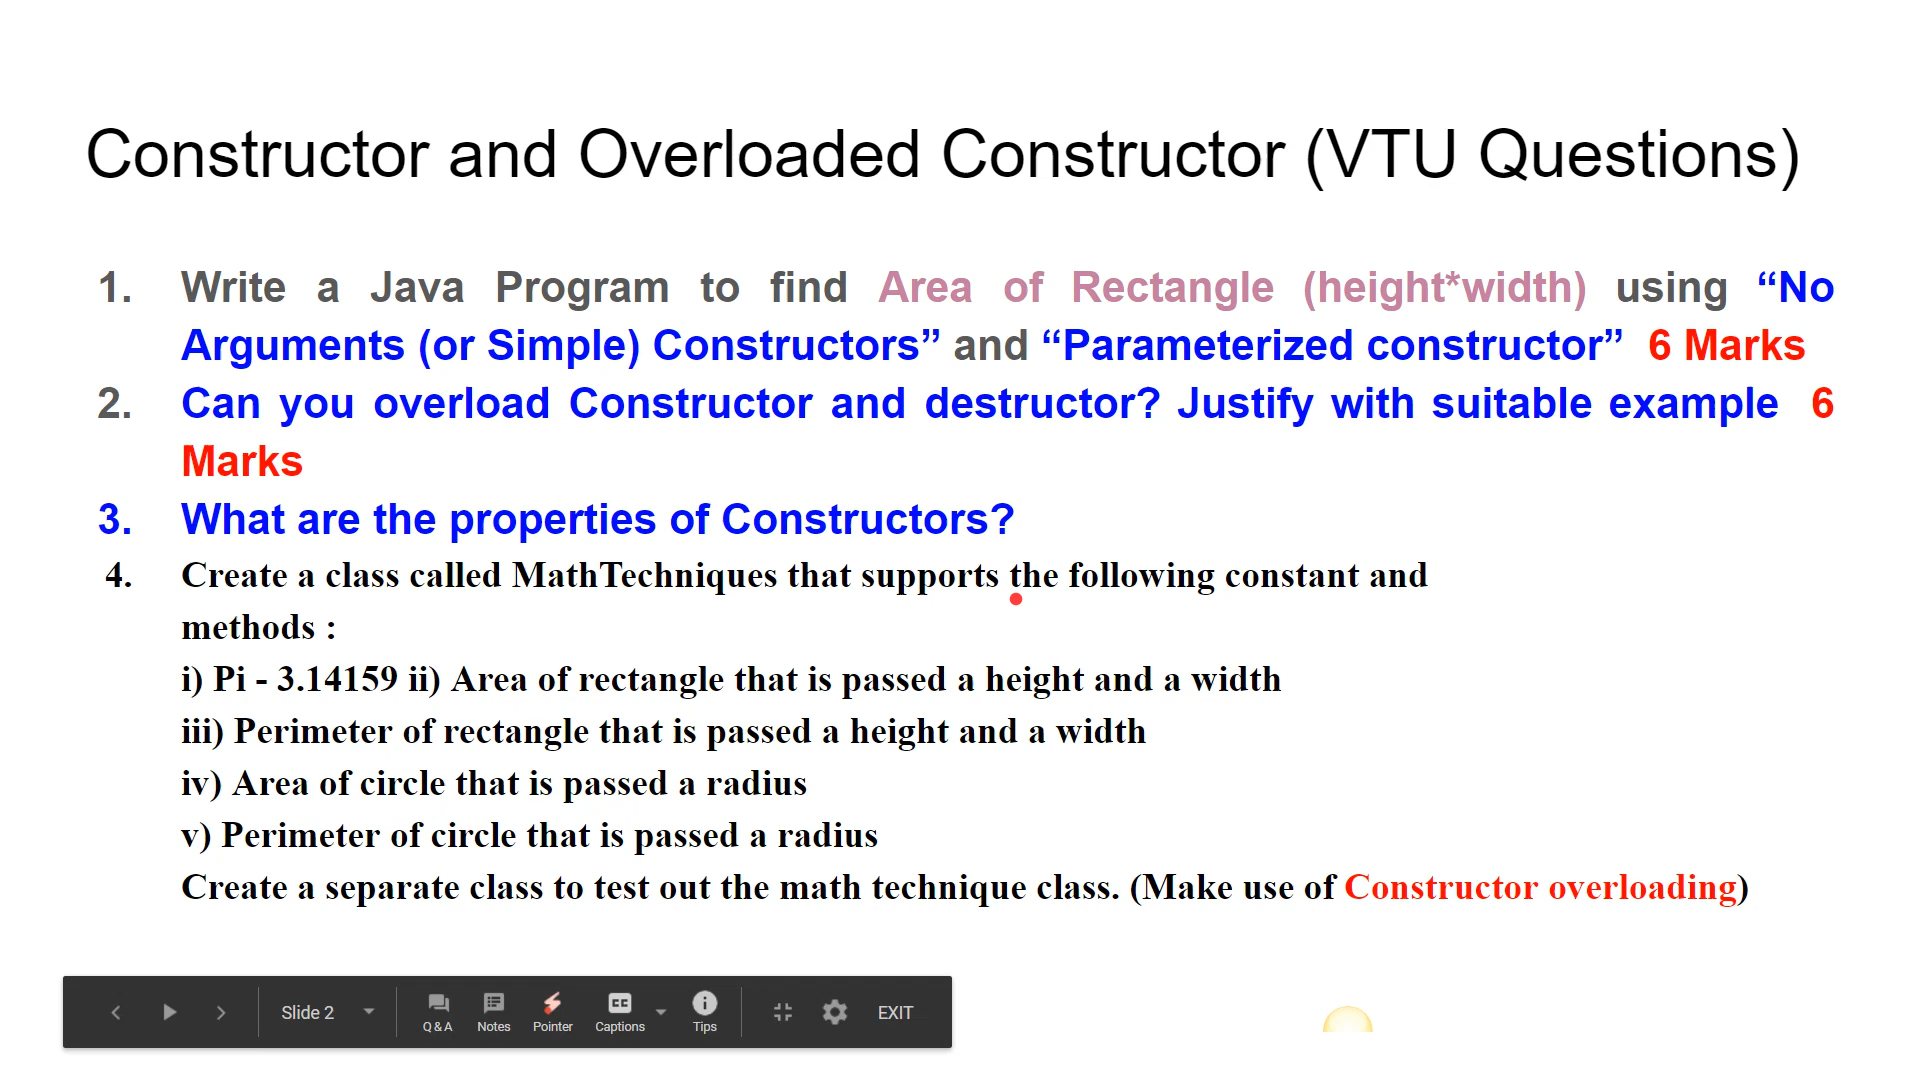 Constructor and Overloaded Constructor (VTU Questions)
1. Write a Java Program to find Area of Rectangle (height*width) using “No
Arguments (or Simple) Constructors” and “Parameterized constructor” 6 Marks
2. Can you overload Constructor and destructor? Justify with suitable example 6
Marks
3. What are the properties of Constructors?
4. Create a class called MathTechniques that supports the following constant and
methods :
i) Pi - 3.14159 ii) Area of rectangle that is passed a height and a width
iii) Perimeter of rectangle that is passed a height and a width
iv) Area of circle that is passed a radius
v) Perimeter of circle that is passed a radius
Create a separate class to test out the math technique class. (Make use of Constructor overloading)
Slide 2 Q&A Notes Pointer CC Captions Tips EXIT